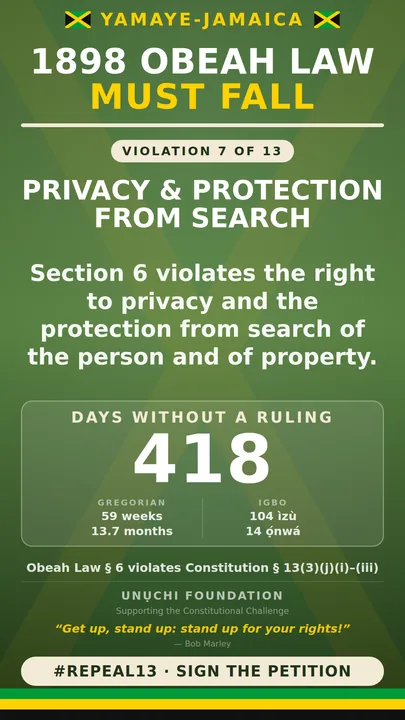 YAMAYE-JAMAICA
1898 OBEAH LAW
MUST FALL
VIOLATION 7 OF 13
PRIVACY & PROTECTION
FROM SEARCH
Section 6 violates the right
to privacy and the
protection from search of
the person and of property.
DAYS WITHOUT A RULING
418
GREGORIAN
59 weeks
13.7 months
IGBO
104 ìzù
14 ọ́nwá
Obeah Law § 6 violates Constitution § 13(3)(j)(i)–(iii)
UNỤCHI FOUNDATION
Supporting the Constitutional Challenge
“Get up, stand up: stand up for your rights!”
— Bob Marley
#REPEAL13 · SIGN THE PETITION